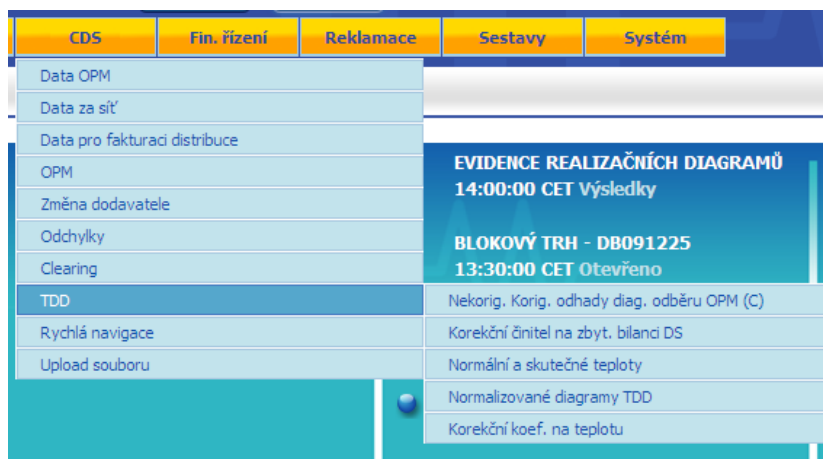 CDS Fin. řízení Reklamace Sestavy Systém
Data OPM
Data za síť
Data pro fakturaci distribuce
OPM
Změna dodavatele
Odchylky
Clearing
TDD
Rychlá navigace
Upload souboru
EVIDENCE REALIZAČNÍCH DIAGRAMŮ
14:00:00 CET Výsledky
BLOKOVÝ TRH - DB091225
13:30:00 CET Otevřeno
Nekorig. Korig. odhady diag. odběru OPM (C)
Korekční činitel na zbyt. bilanci DS
Normální a skutečné teploty
Normalizované diagramy TDD
Korekční koef. na teplotu